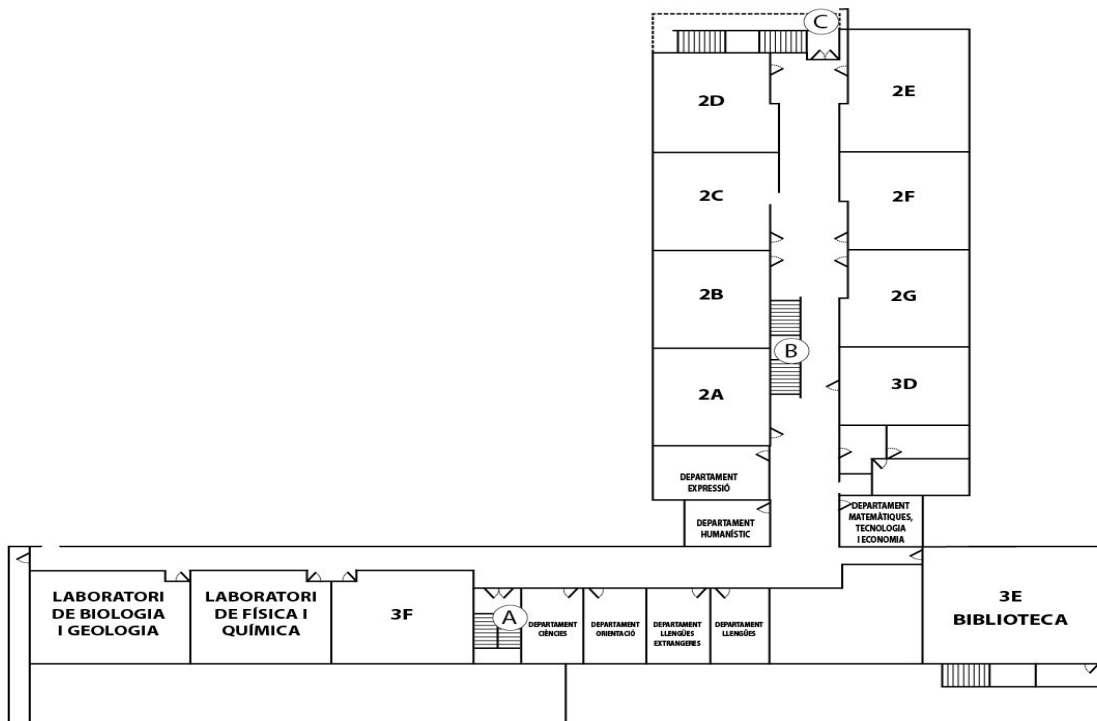 C
2D
2E
2C
2F
2B
2G
B
2A
3D
DEPARTAMENT
EXPRESSIÓ
DEPARTAMENT
HUMANÍSTIC
DEPARTAMENT
MATEMÀTIQUES,
TECNOLOGIA
I ECONOMIA
LABORATORI
DE BIOLOGIA
I GEOLOGIA
LABORATORI
DE FÍSICA I
QUÍMICA
3F
A
DEPARTAMENT
CIÈNCIES
DEPARTAMENT
ORIENTACIÓ
DEPARTAMENT
LLENGÜES
EXTRANGERES
DEPARTAMENT
LLENGÜES
3E
BIBLIOTECA